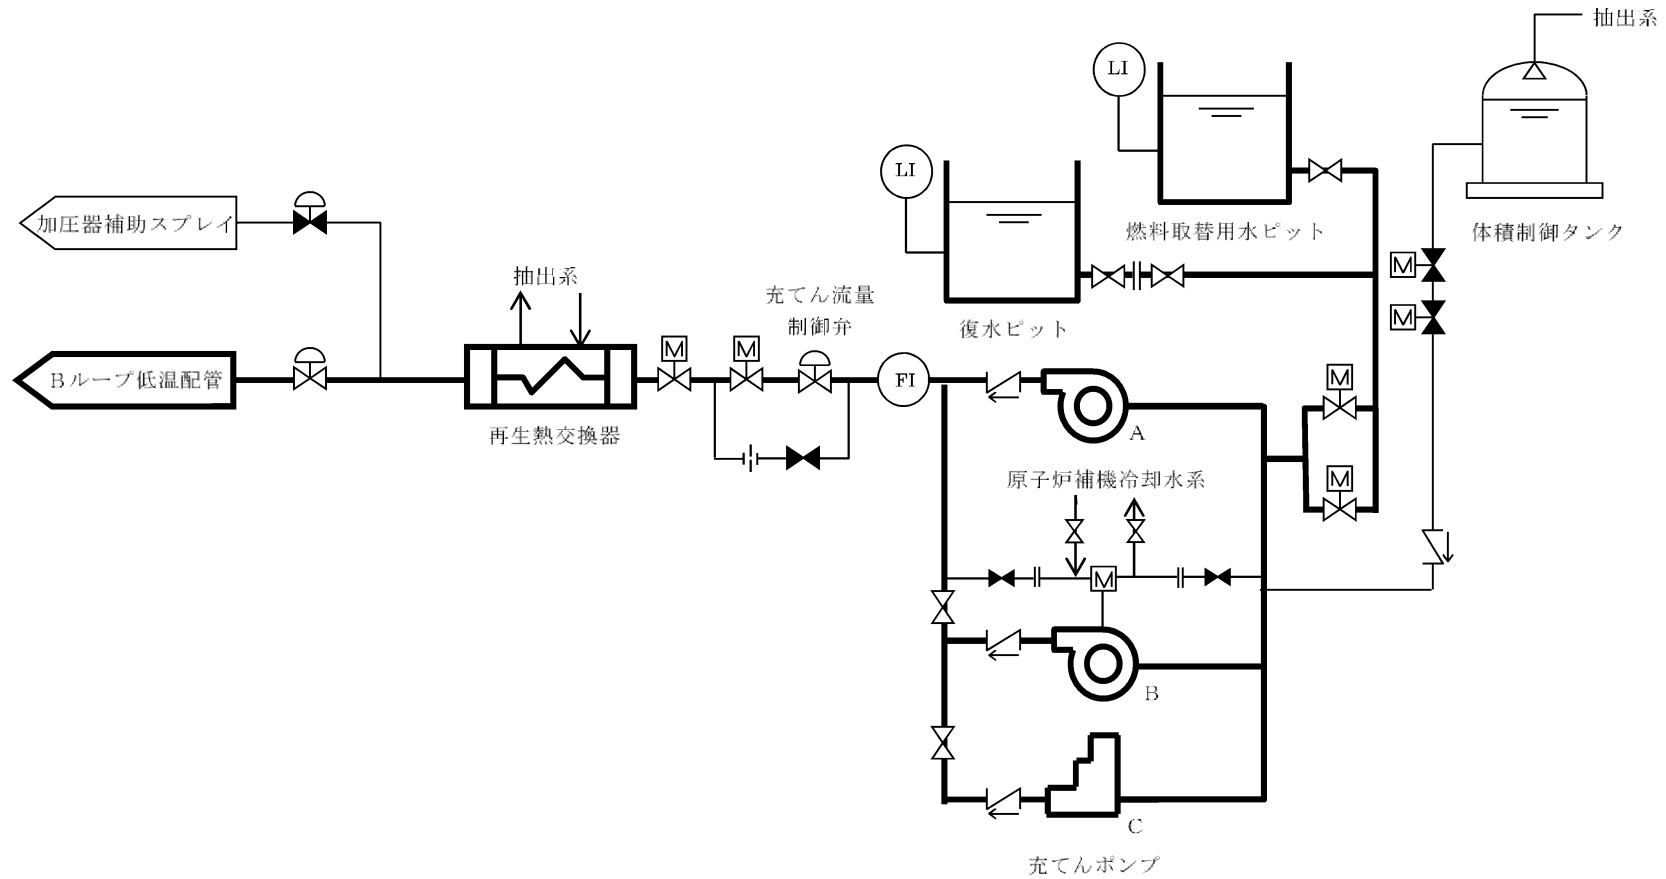 抽出系
LI
LI
加圧器補助スプレイ
燃料取替用水ピット
体積制御タンク
M
抽出系
充てん流量
制御弁
復水ピット
M
M
M
Bループ低温配管
FI
M
再生熱交換器
A
原子炉補機冷却水系
M
M
B
C
充てんポンプ